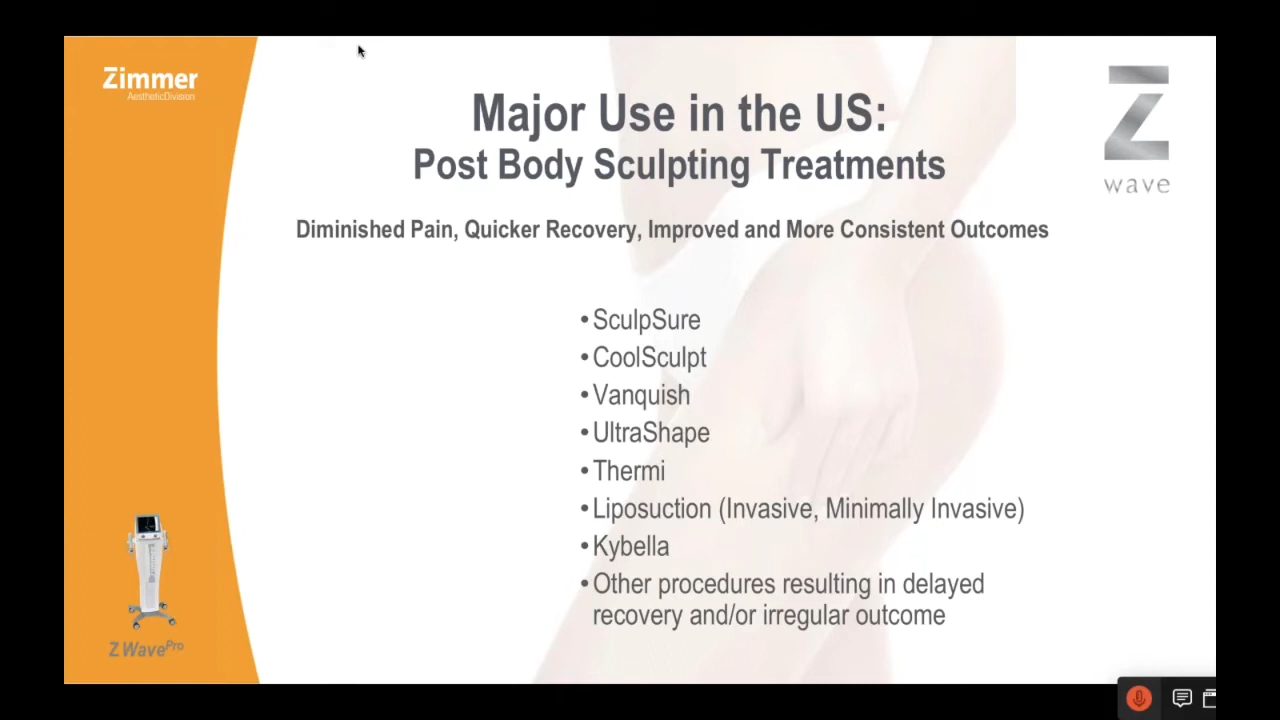 Zimmer
AestheticDivision
Major Use in the US:
Post Body Sculpting Treatments
Z
wave
Diminished Pain, Quicker Recovery, Improved and More Consistent Outcomes
• SculpSure
• CoolSculpt
• Vanquish
• UltraShape
• Thermi
• Liposuction (Invasive, Minimally Invasive)
• Kybella
• Other procedures resulting in delayed
recovery and/or irregular outcome
Z WavePro